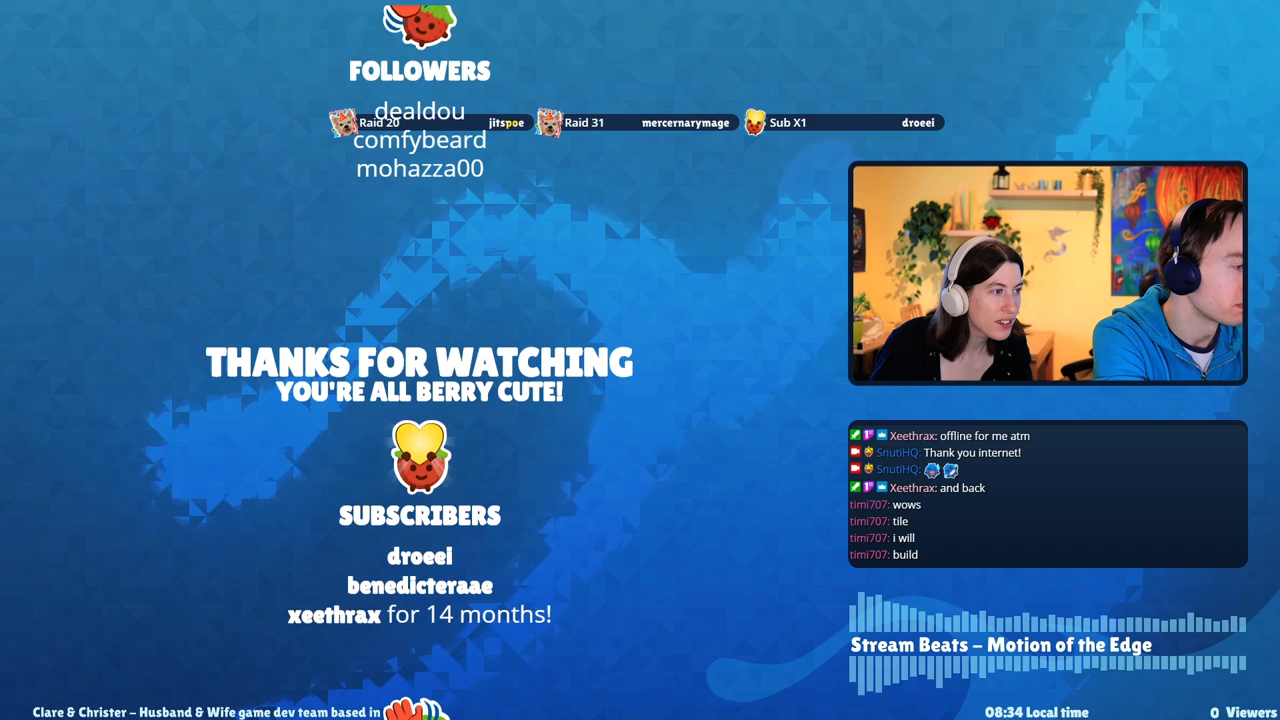 FOLLOWERS
dealdou
comfybeard
mohazza00
Raid 20 jitspoe
Raid 31 mercernarymage
Sub X1 droeei
THANKS FOR WATCHING
YOU'RE ALL BERRY CUTE!
SUBSCRIBERS
droeei
benedicteraae
xeethrax for 14 months!
Xeethrax: offline for me atm
SnutiHQ: Thank you internet!
SnutiHQ:
Xeethrax: and back
timi707: wows
timi707: tile
timi707: i will
timi707: build
Stream Beats - Motion of the Edge
Clare & Christer - Husband & Wife game dev team based in
08:34 Local time
0 Viewers